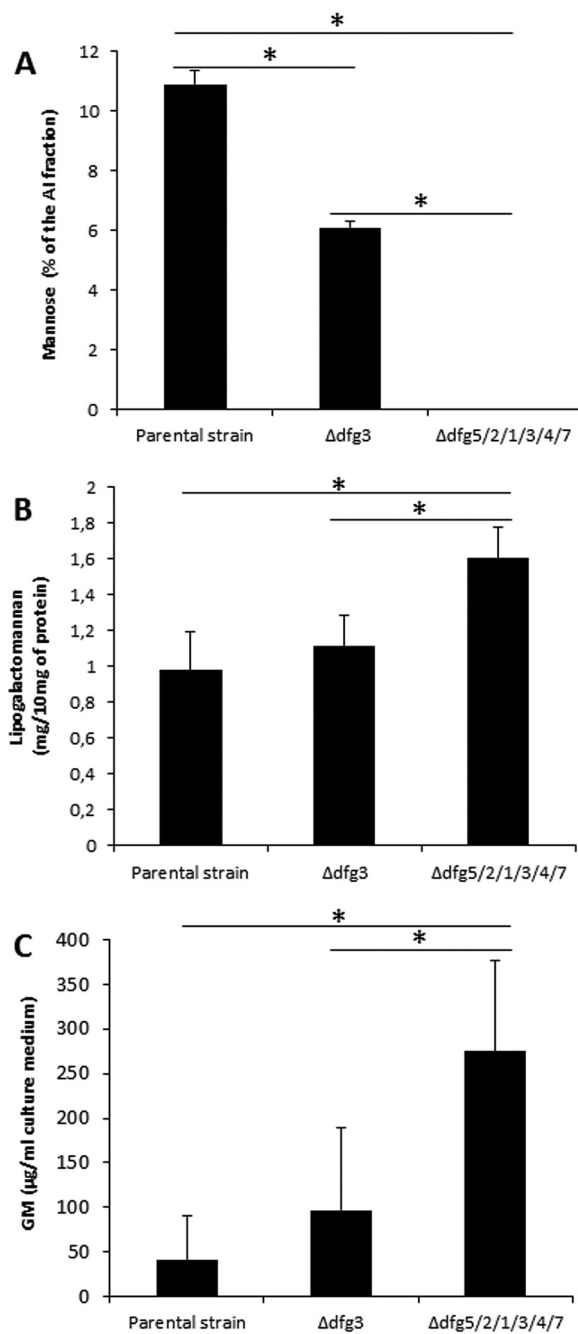 A
*
*
*
Mannose (% of the AI fraction)
12
10
8
6
4
2
0
Parental strain
Δdfg3
Δdfg5/2/1/3/4/7
B
*
*
Lipogalactomannan
(mg/10mg of protein)
2
1,8
1,6
1,4
1,2
1
0,8
0,6
0,4
0,2
0
Parental strain
Δdfg3
Δdfg5/2/1/3/4/7
C
*
*
GM (µg/ml culture medium)
400
350
300
250
200
150
100
50
0
Parental strain
Δdfg3
Δdfg5/2/1/3/4/7